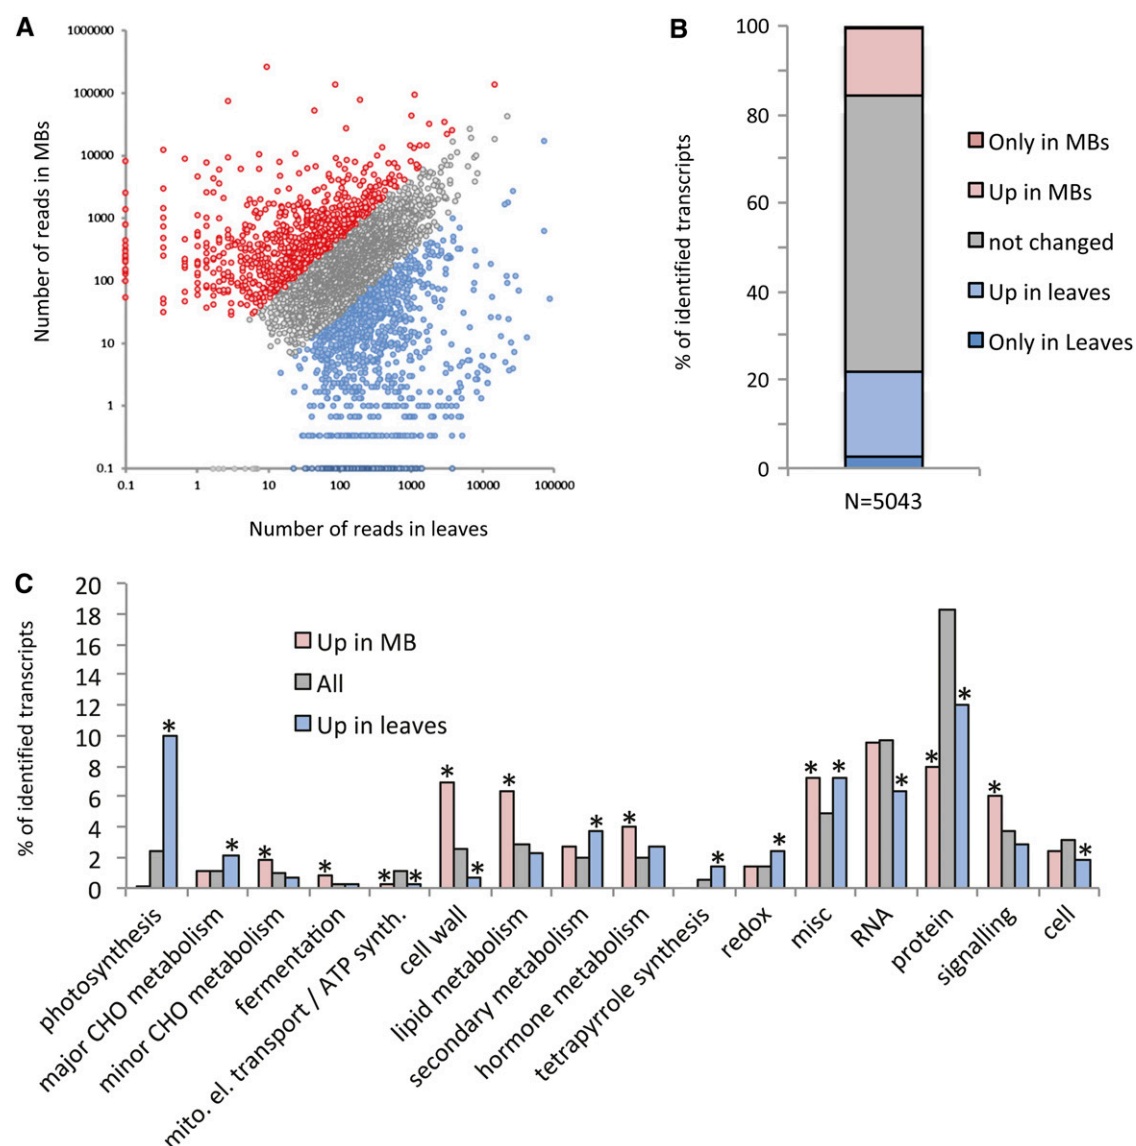 A
Number of reads in MBs
1000000
100000
10000
1000
100
10
1
0.1
0.1 1 10 100 1000 10000 100000
Number of reads in leaves
B
% of identified transcripts
100
80
60
40
20
0
N=5043
Only in MBs
Up in MBs
not changed
Up in leaves
Only in Leaves
C
% of identified transcripts
20
18
16
14
12
10
8
6
4
2
0
Up in MB
All
Up in leaves
* * * * * * * * * * * * * * * * * * * *
photosynthesis
major CHO metabolism
minor CHO metabolism
fermentation
mito. el. transport / ATP synth.
cell wall
lipid metabolism
secondary metabolism
hormone metabolism
tetrapyrrole synthesis
redox
misc
RNA
protein
signalling
cell